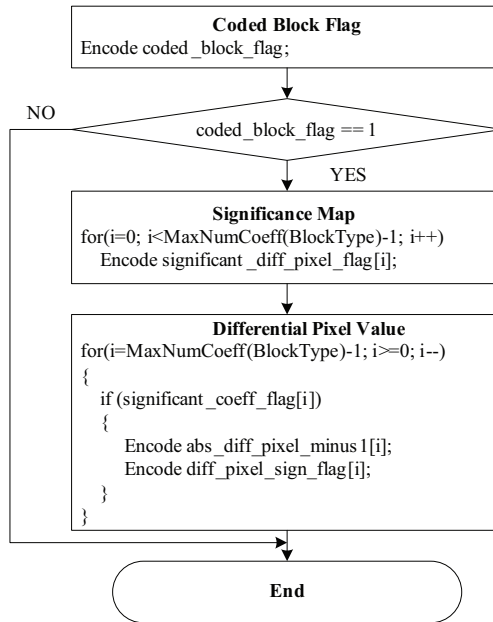 Coded Block Flag
Encode coded_block_flag;
coded_block_flag == 1
NO
YES
Significance Map
for(i=0; i<MaxNumCoeff(BlockType)-1; i++)
Encode significant_diff_pixel_flag[i];
Differential Pixel Value
for(i=MaxNumCoeff(BlockType)-1; i>=0; i--)
{
if (significant_coeff_flag[i])
{
Encode abs_diff_pixel_minus1[i];
Encode diff_pixel_sign_flag[i];
}
}
End